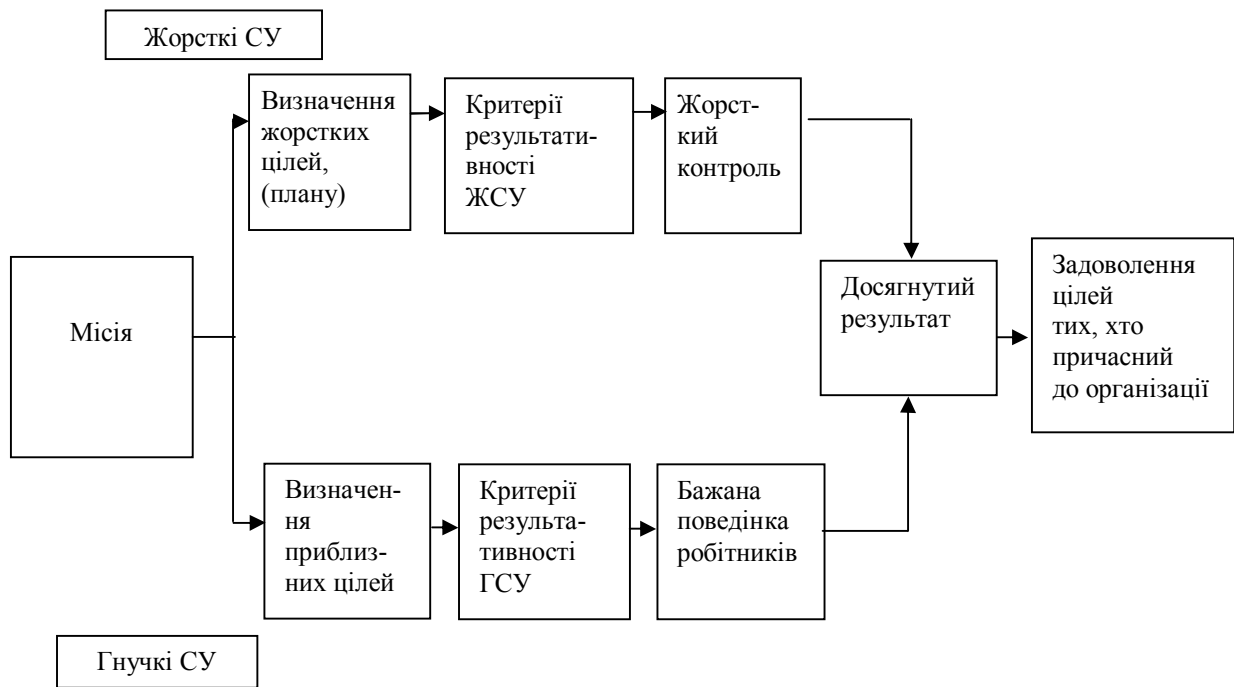 Жорсткі СУ
Визначення
жорстких
цілей,
(плану)
Критерії
результати-
вності
ЖСУ
Жорст-
кий
контроль
Місія
Досягнутий
результат
Задоволення
цілей
тих, хто
причасний
до організації
Визначен-
ня
приблиз-
них цілей
Критерії
результа-
тивності
ГСУ
Бажана
поведінка
робітників
Гнучкі СУ